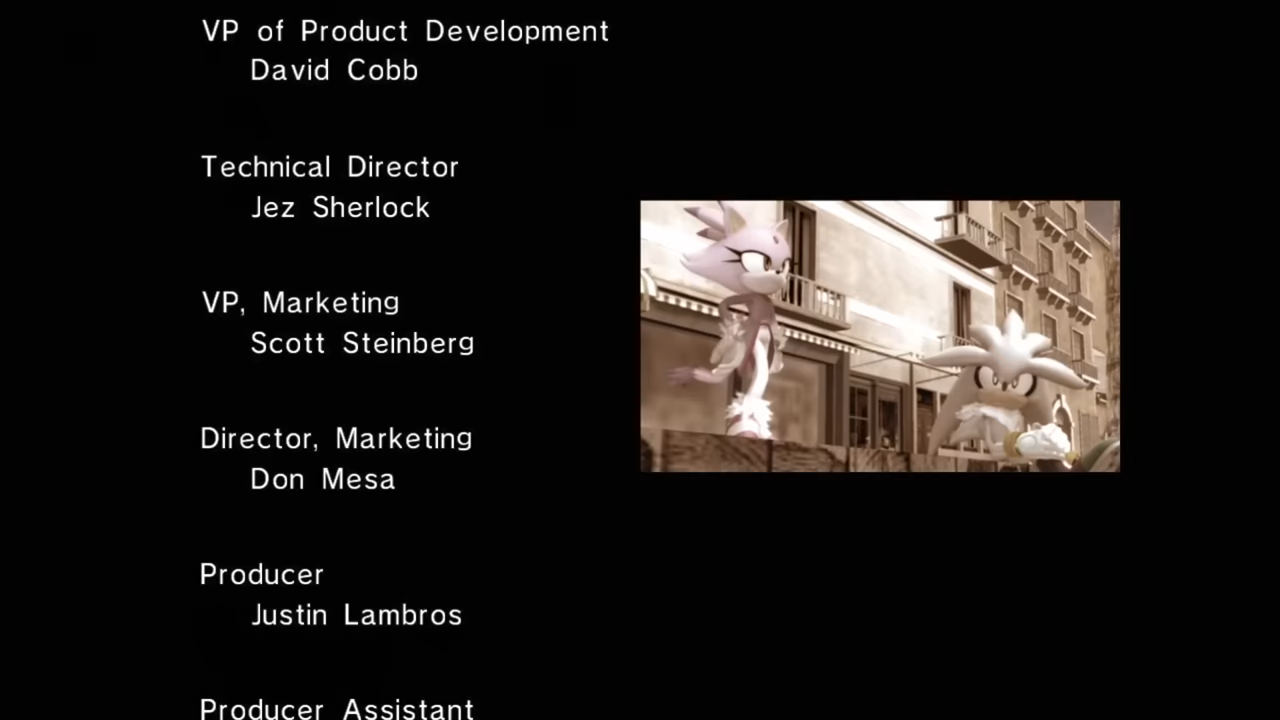 VP of Product Development
David Cobb
Technical Director
Jez Sherlock
VP, Marketing
Scott Steinberg
Director, Marketing
Don Mesa
Producer
Justin Lambros
Producer Assistant